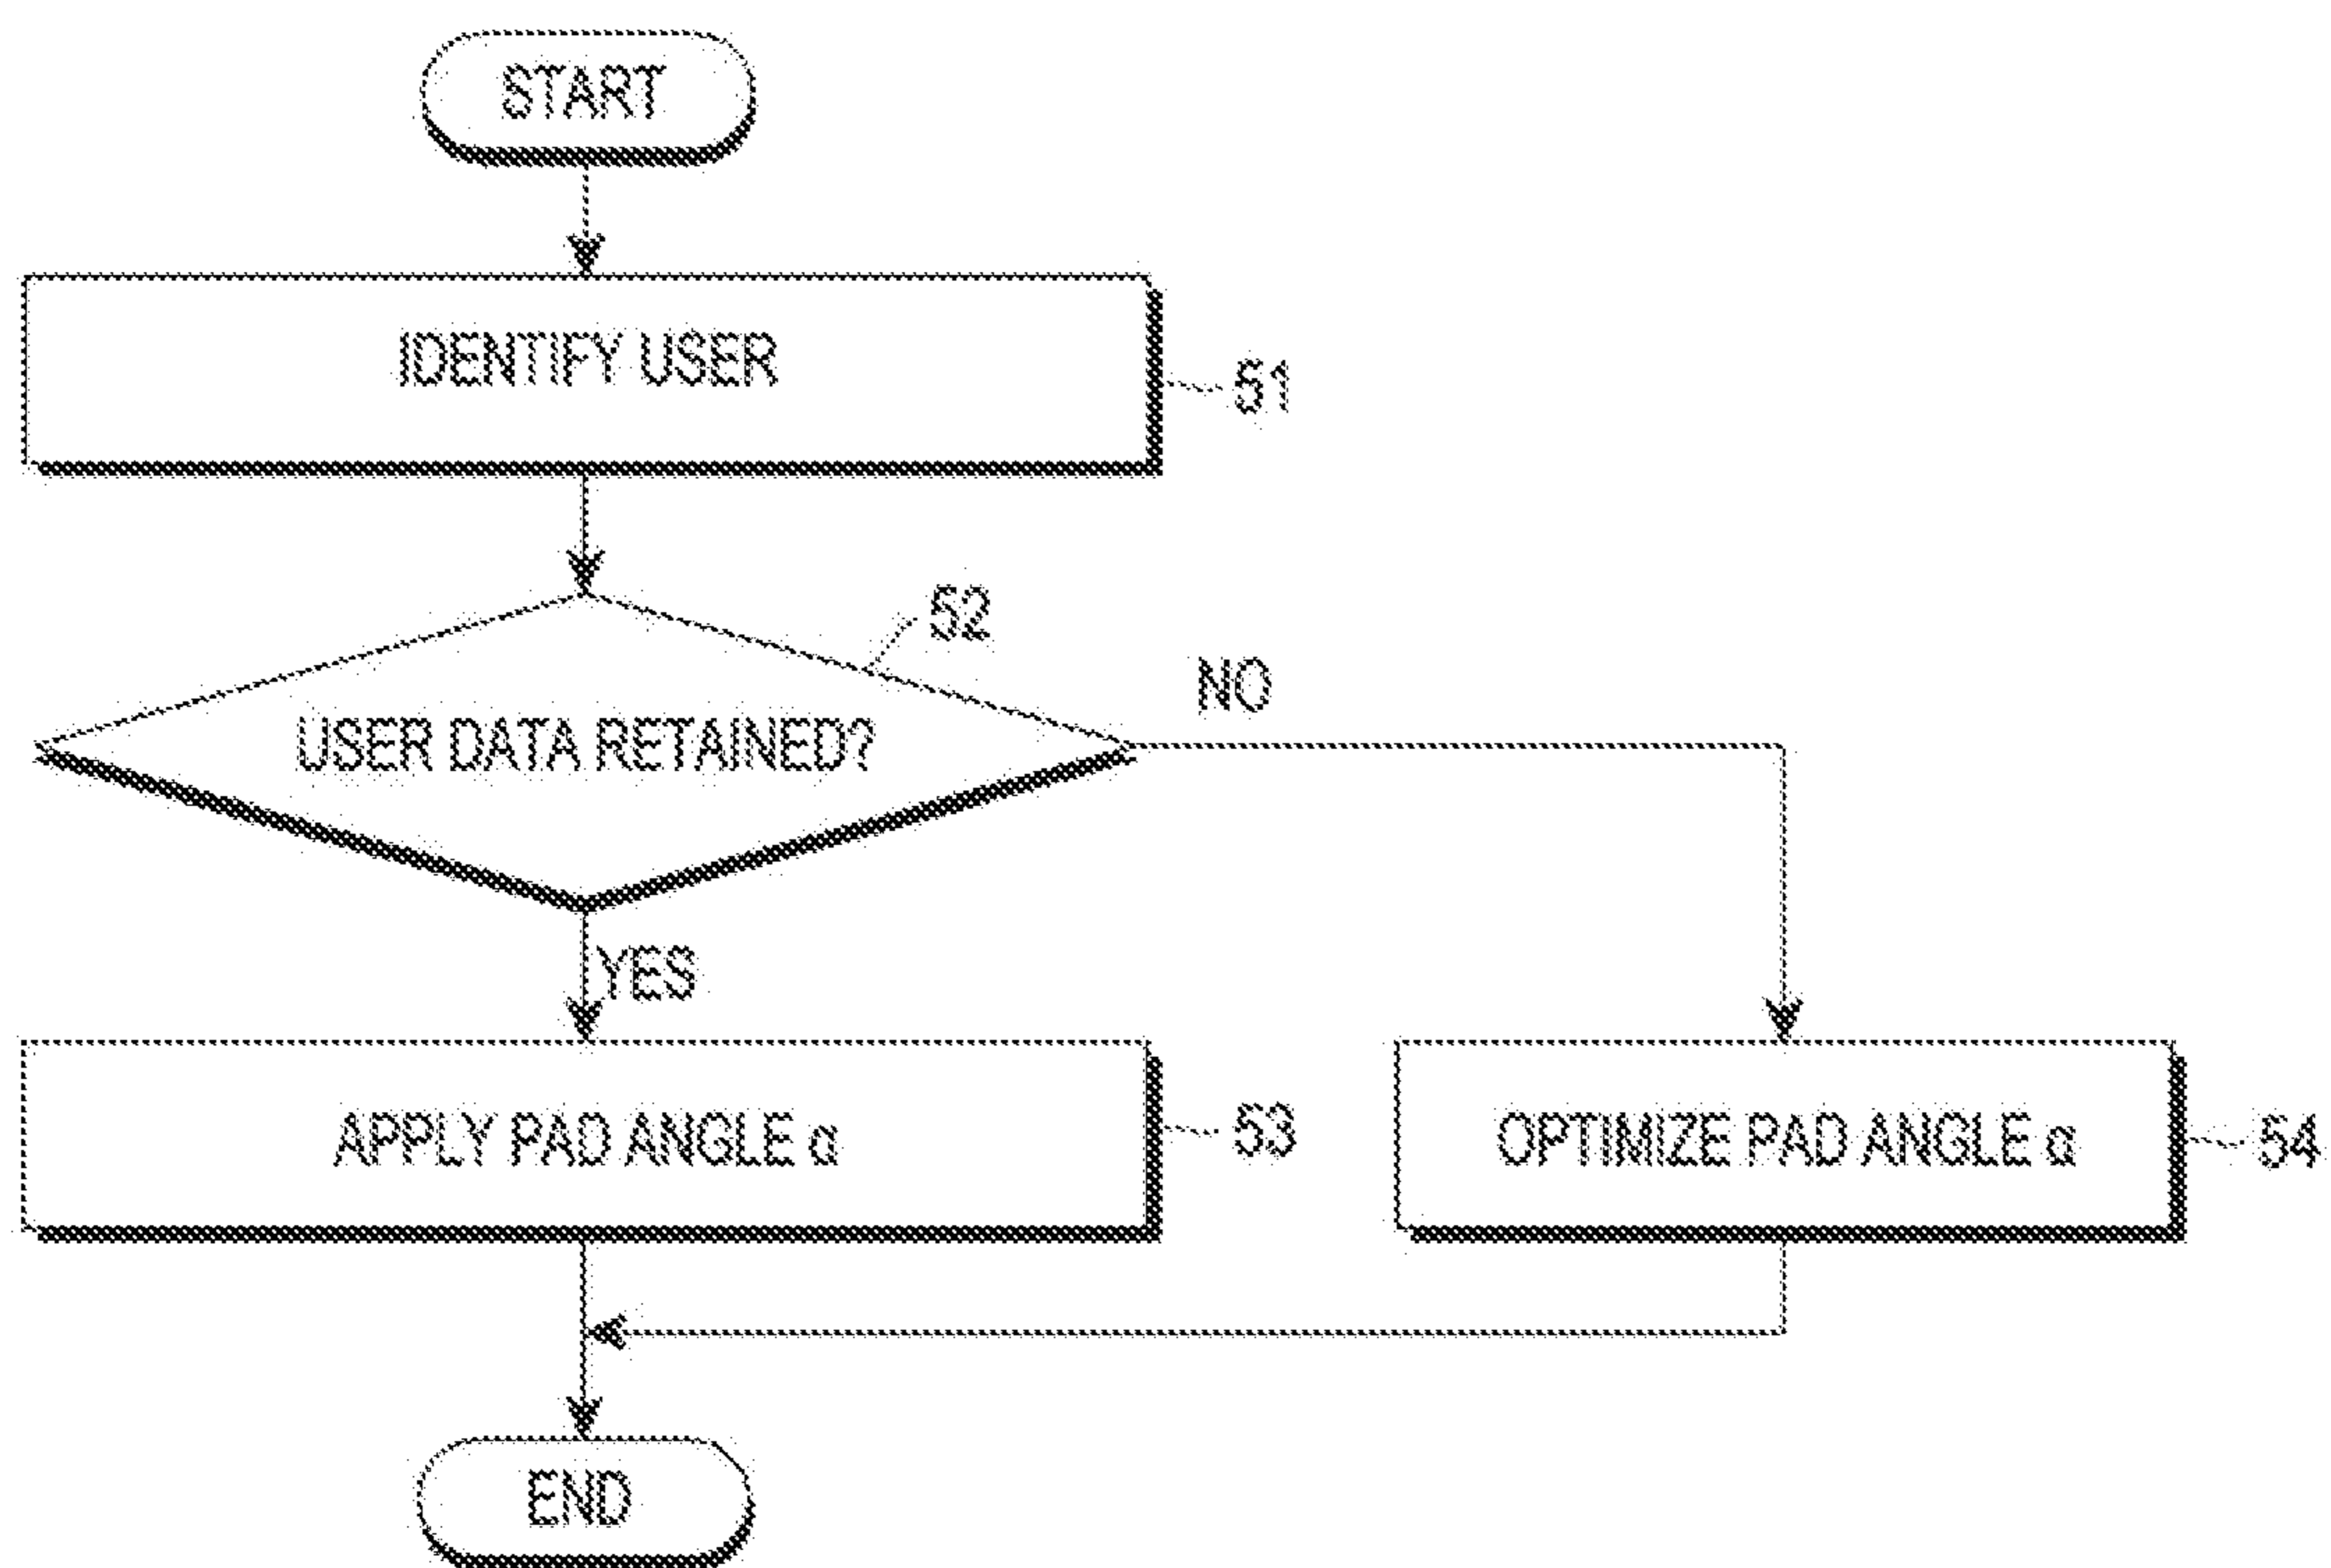 START
IDENTIFY USER
51
52
NO
USER DATA RETAINED?
YES
APPLY PAD ANGLE α
53
OPTIMIZE PAD ANGLE α
54
END